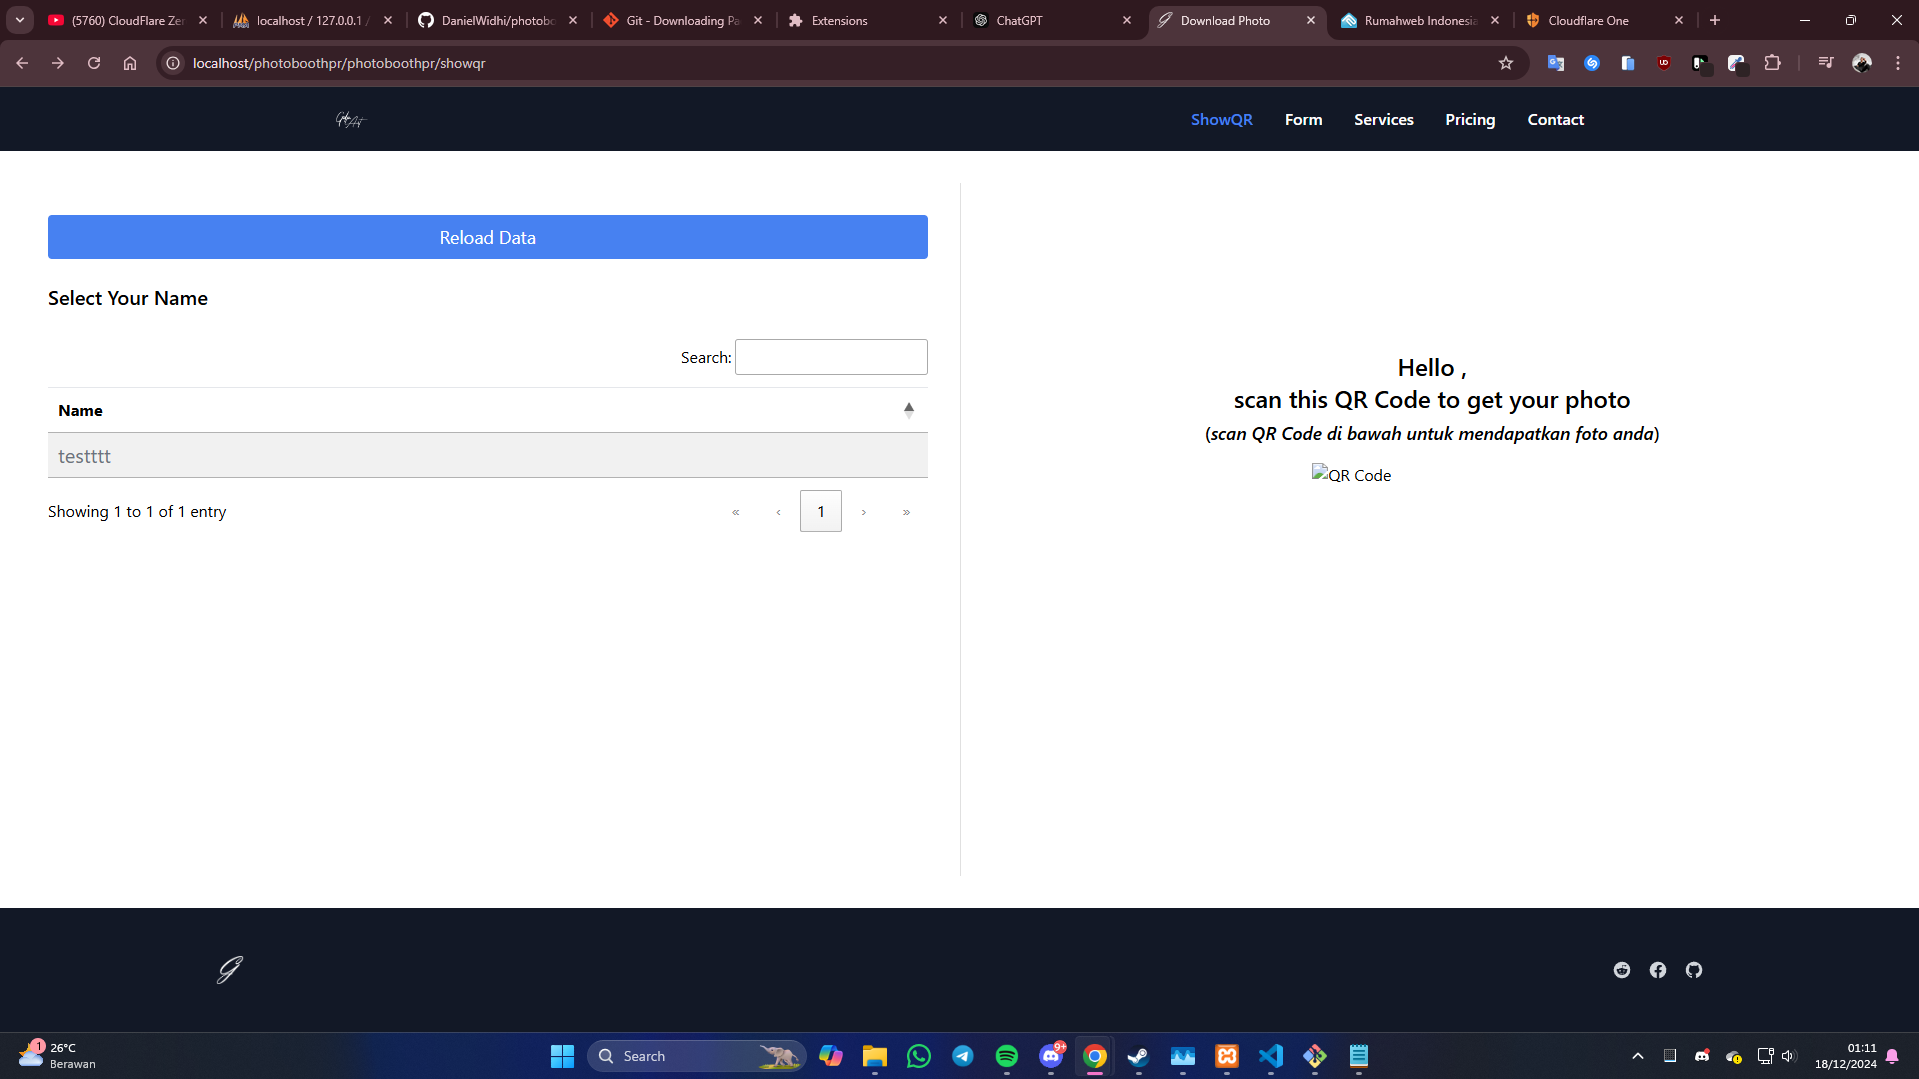 (5760) CloudFlare Zer
localhost / 127.0.0.1 /
DanielWidhi/photobo
Git - Downloading Pa
Extensions
ChatGPT
Download Photo
Rumahweb Indonesia
Cloudflare One
localhost/photoboothpr/photoboothpr/showqr
ShowQR
Form
Services
Pricing
Contact
Reload Data
Select Your Name
Search:
Name
testttt
Showing 1 to 1 of 1 entry
« ‹ 1 › »
Hello ,
scan this QR Code to get your photo
(scan QR Code di bawah untuk mendapatkan foto anda)
QR Code
1
26°C
Berawan
Search
9+
01:11
18/12/2024